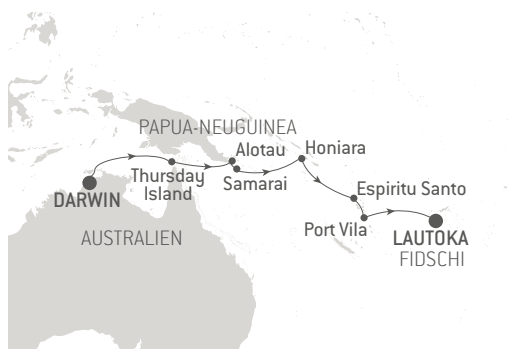 PAPUA-NEUGUINEA
Alotau
Honiara
Thursday
Island
Samarai
DARWIN
Espiritu Santo
Port Vila
AUSTRALIEN
LAUTOKA
FIDSCHI